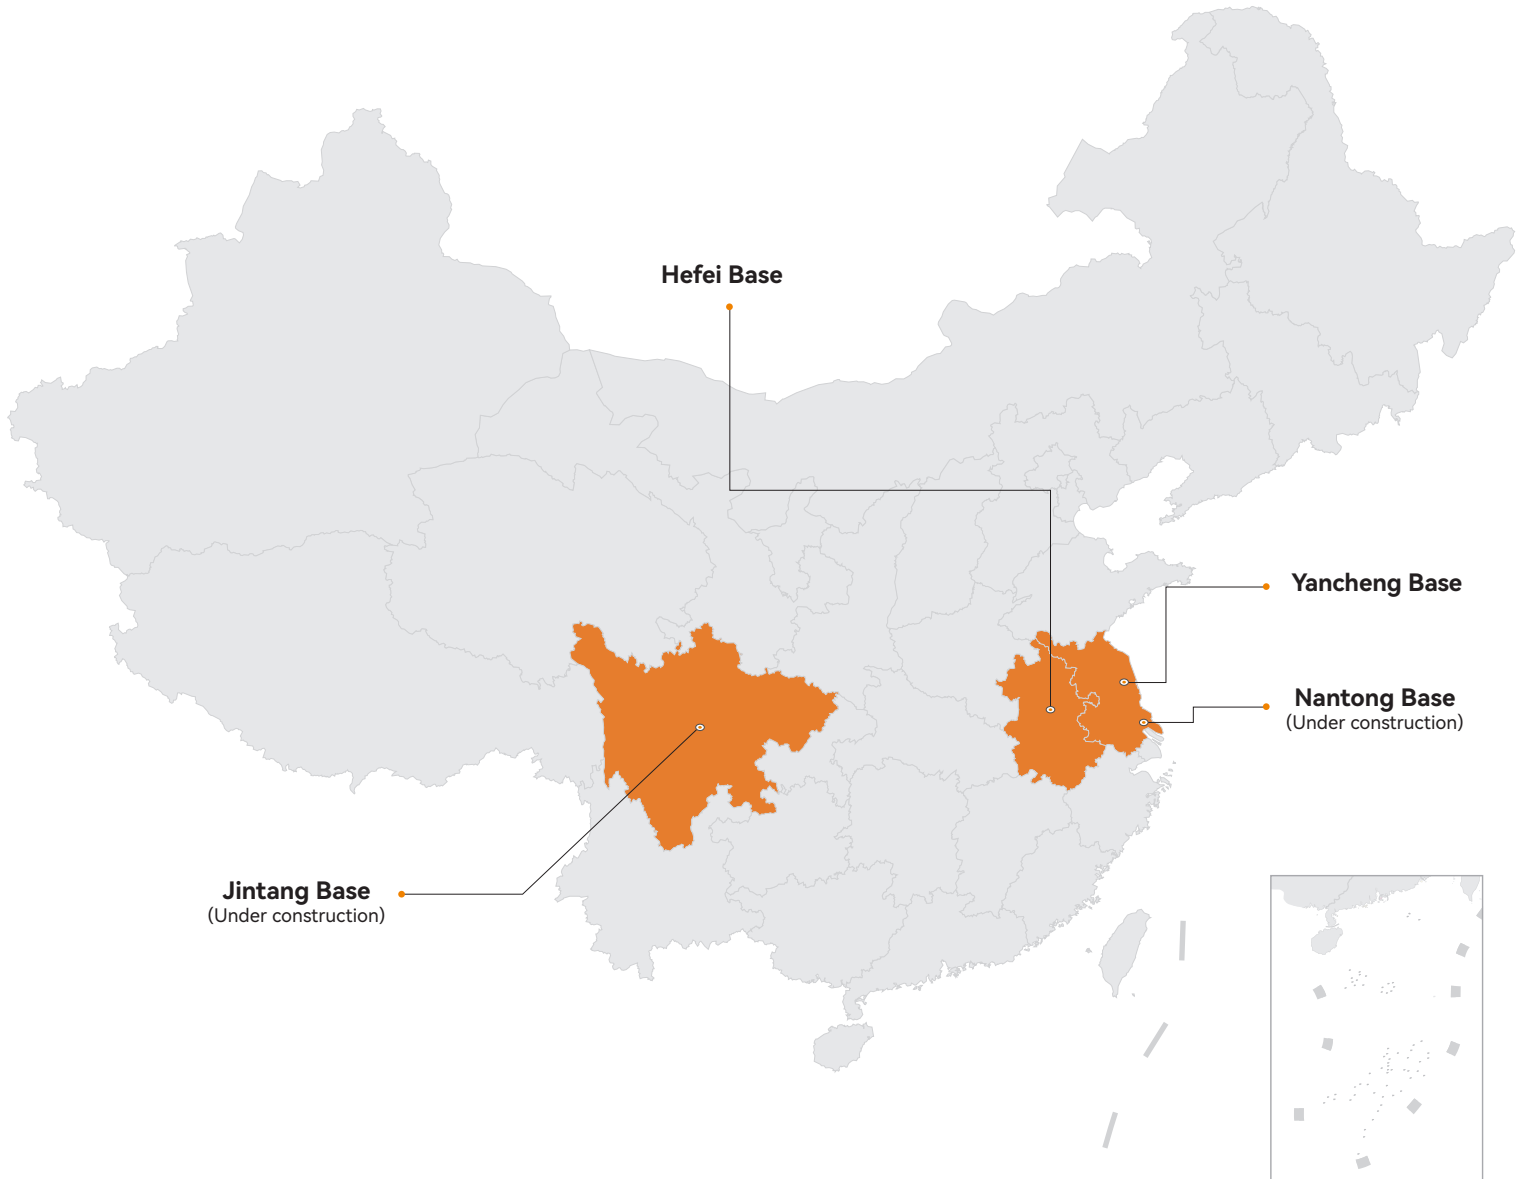 Hefei Base
Yancheng Base
Nantong Base
(Under construction)
Jintang Base
(Under construction)